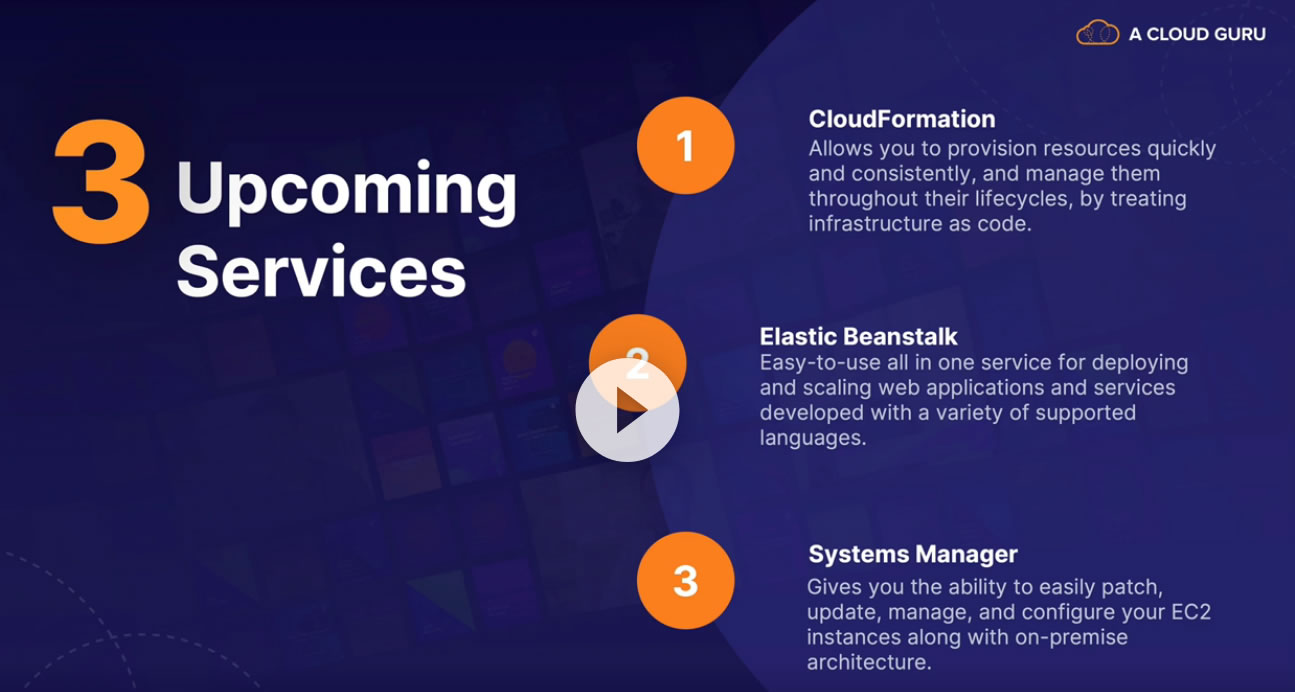 A CLOUD GURU
3 Upcoming
Services
1
CloudFormation
Allows you to provision resources quickly
and consistently, and manage them
throughout their lifecycles, by treating
infrastructure as code.
2
Elastic Beanstalk
Easy-to-use all in one service for deploying
and scaling web applications and services
developed with a variety of supported
languages.
3
Systems Manager
Gives you the ability to easily patch,
update, manage, and configure your EC2
instances along with on-premise
architecture.